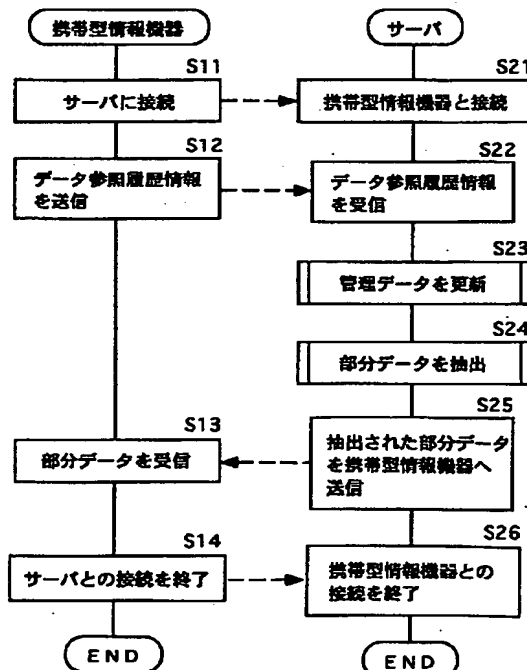 携帯型情報機器
サーバ
S11
サーバに接続
S21
携帯型情報機器と接続
S12
データ参照履歴情報
を送信
S22
データ参照履歴情報
を受信
S23
管理データを更新
S24
部分データを抽出
S25
抽出された部分データ
を携帯型情報機器へ
送信
S13
部分データを受信
S14
サーバとの接続を終了
S26
携帯型情報機器との
接続を終了
END
END